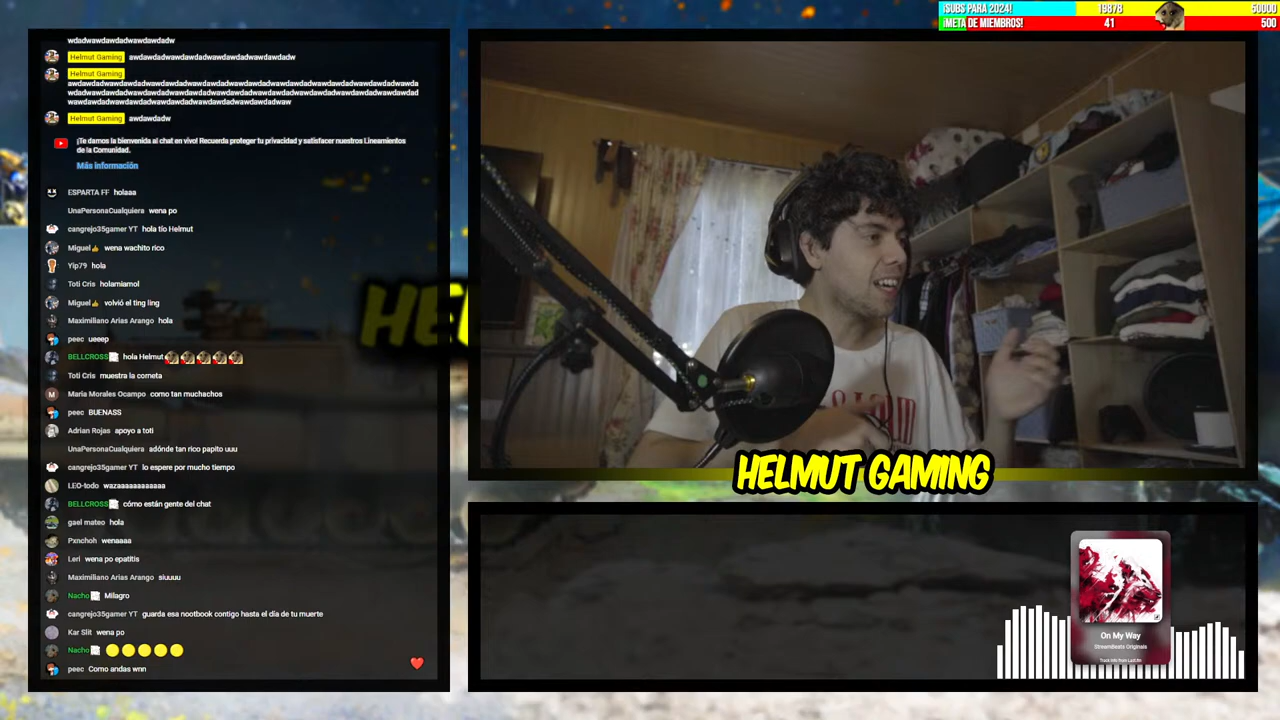 ¡SUBS PARA 2024! 19878 50000
¡META DE MIEMBROS! 41 500
wdadwawdawdadwawdawdadw
Helmut Gaming awdawdadwawdawdadwawdawdadwawdawdadw
Helmut Gaming
¡Te damos la bienvenida al chat en vivo! Recuerda proteger tu privacidad y satisfacer nuestros Lineamientos
de la Comunidad.
Más información
Helmut Gaming awdawdadw
ESPARTA FF holaaa
UnaPersonaCualquiera wena po
cangrejo35gamer YT hola tío Helmut
Miguel👍 wena wachito rico
Yip79 hola
Toti Cris holamiamol
Miguel👍 volvió el ting ling
Maximiliano Arias Arango hola
peec ueeep
BELLCROSS hola Helmut
Toti Cris muestra la corneta
M Maria Morales Ocampo como tan muchachos
peec BUENASS
Adrian Rojas apoyo a toti
UnaPersonaCualquiera adónde tan rico papito uuu
cangrejo35gamer YT lo espere por mucho tiempo
LEO-todo wazaaaaaaaaaaaa
BELLCROSS cómo están gente del chat
gael mateo hola
Pxnchoh wenaaaa
Leri wena po epatitis
Maximiliano Arias Arango siuuuu
Nacho Milagro
cangrejo35gamer YT guarda esa nootbook contigo hasta el día de tu muerte
Kar Slit wena po
Nacho
peec Como andas wnn
HEL
HELMUT GAMING
On My Way
StreamBeats Originals